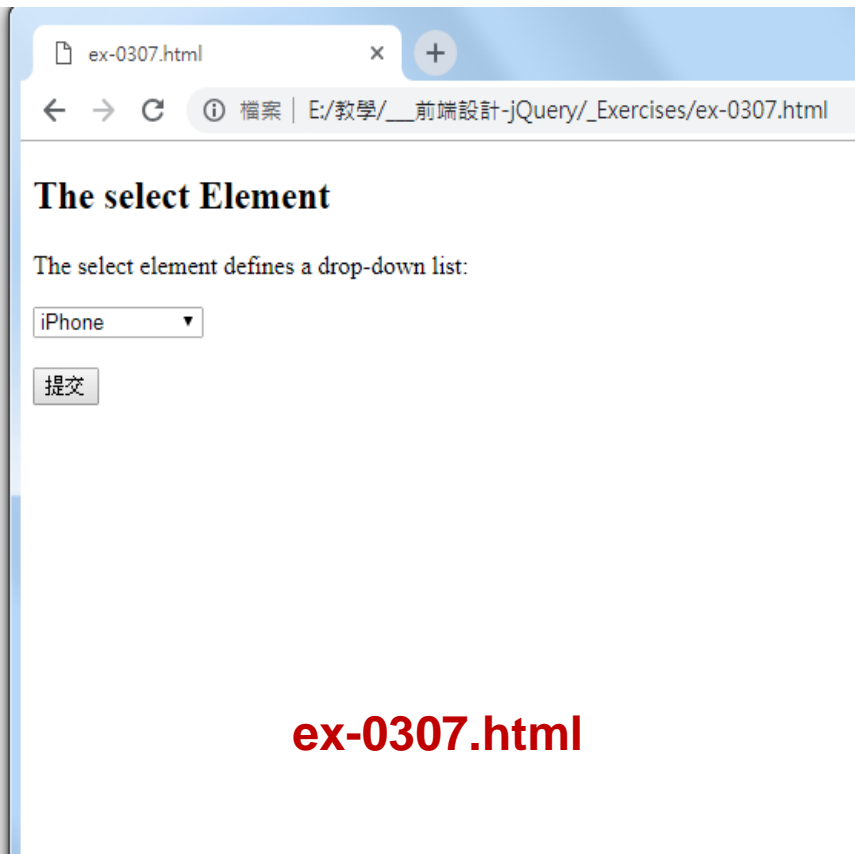 ex-0307.html
檔案 | E:/教學/___前端設計-jQuery/_Exercises/ex-0307.html
The select Element
The select element defines a drop-down list:
iPhone
提交
ex-0307.html